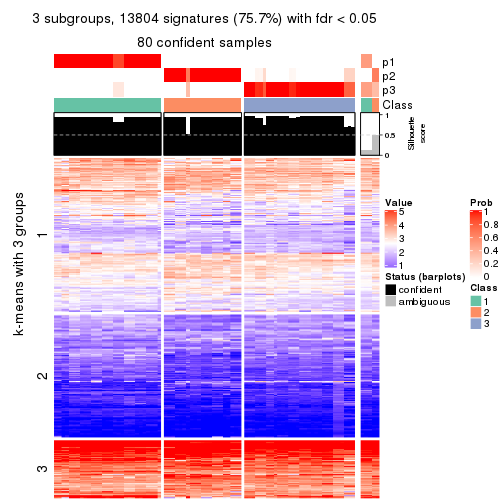 3 subgroups, 13804 signatures (75.7%) with fdr < 0.05
80 confident samples
p1
p2
p3
Class
1
0.5
0
Silhouette
score
k-means with 3 groups
1
2
3
Value
5
4
3
2
1
Status (barplots)
confident
ambiguous
Prob
1
0.8
0.6
0.4
0.2
0
Class
1
2
3